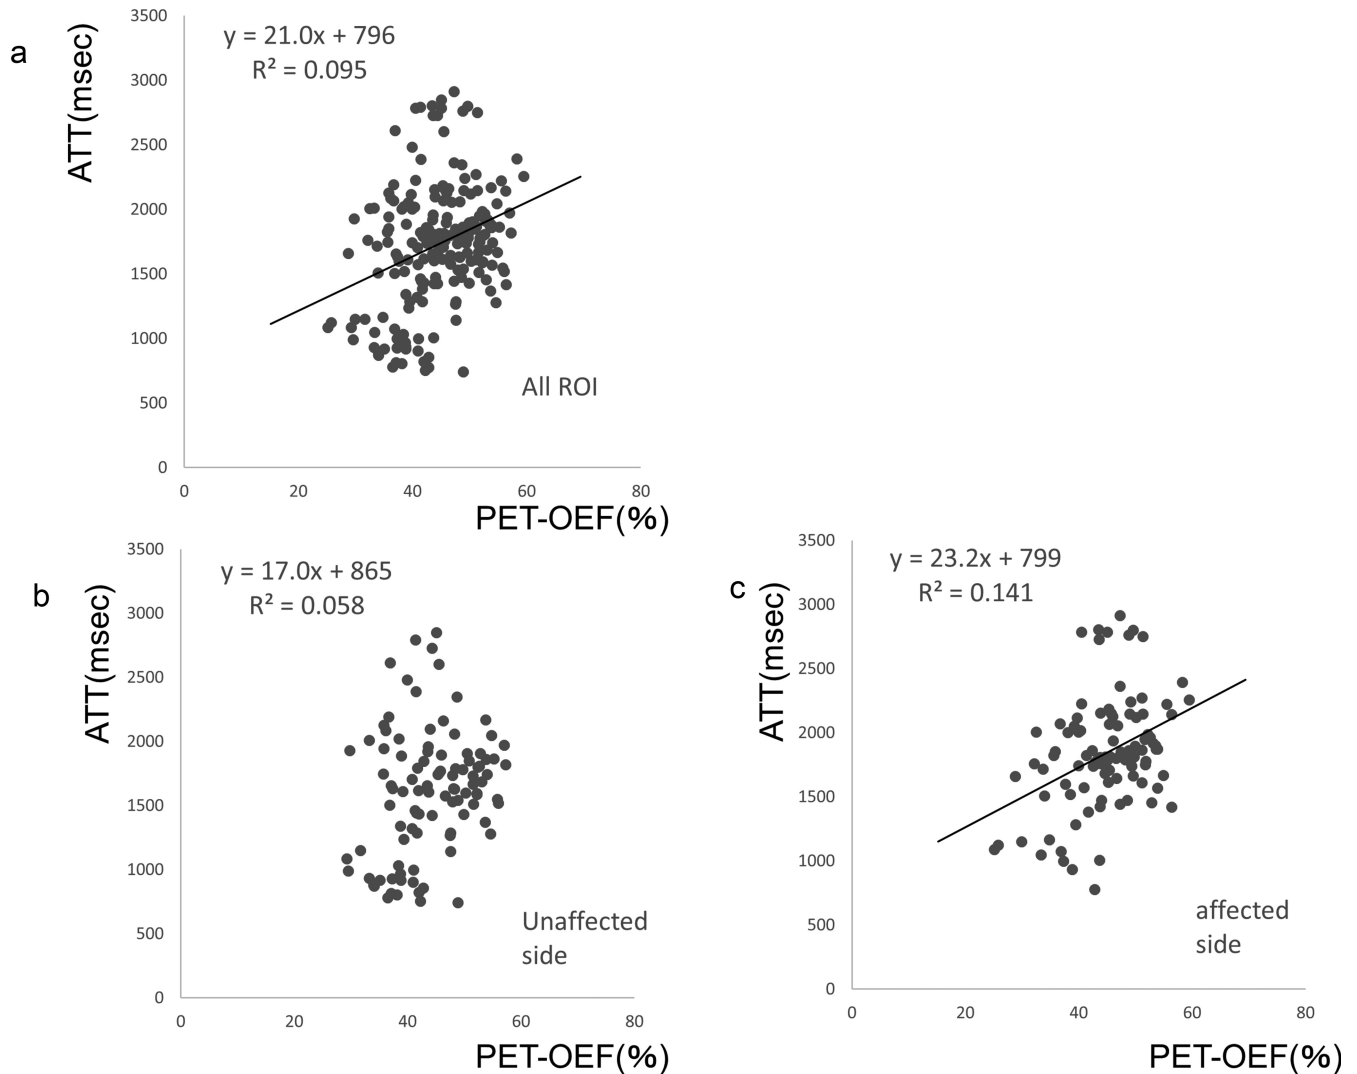 a
ATT(msec)
y = 21.0x + 796
R² = 0.095
3500
3000
2500
2000
1500
1000
500
0
All ROI
0 20 40 60 80
PET-OEF(%)
b
ATT(msec)
y = 17.0x + 865
R² = 0.058
3500
3000
2500
2000
1500
1000
500
0
Unaffected
side
0 20 40 60 80
PET-OEF(%)
c
ATT(msec)
y = 23.2x + 799
R² = 0.141
3500
3000
2500
2000
1500
1000
500
0
affected
side
0 20 40 60 80
PET-OEF(%)